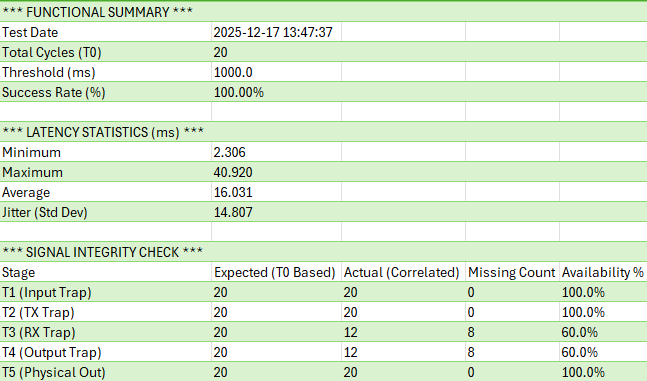 *** FUNCTIONAL SUMMARY ***
Test Date 2025-12-17 13:47:37
Total Cycles (T0) 20
Threshold (ms) 1000.0
Success Rate (%) 100.00%
*** LATENCY STATISTICS (ms) ***
Minimum 2.306
Maximum 40.920
Average 16.031
Jitter (Std Dev) 14.807
*** SIGNAL INTEGRITY CHECK ***
Stage Expected (T0 Based) Actual (Correlated) Missing Count Availability %
T1 (Input Trap) 20 20 0 100.0%
T2 (TX Trap) 20 20 0 100.0%
T3 (RX Trap) 20 12 8 60.0%
T4 (Output Trap) 20 12 8 60.0%
T5 (Physical Out) 20 20 0 100.0%